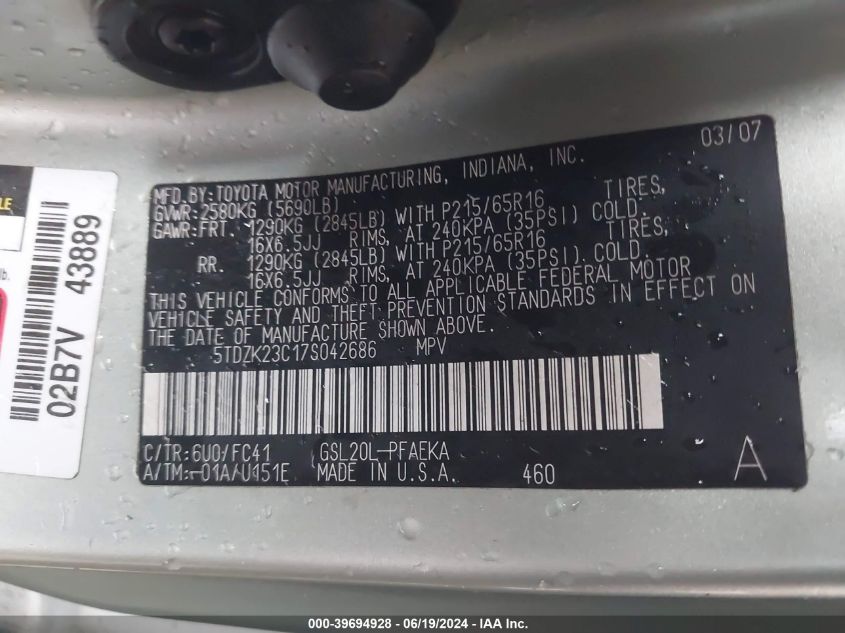 03/07
MFD.BY:TOYOTA MOTOR MANUFACTURING, INDIANA, INC.
GVWR:2580KG (5690LB)
GAWR:FRT. 1290KG (2845LB) WITH P215/65R16 TIRES,
16X6.5JJ RIMS, AT 240KPA (35PSI) COLD.
RR. 1290KG (2845LB) WITH P215/65R16 TIRES,
16X6.5JJ RIMS, AT 240KPA (35PSI).COLD.
THIS VEHICLE CONFORMS TO ALL APPLICABLE FEDERAL MOTOR
VEHICLE SAFETY AND THEFT PREVENTION STANDARDS IN EFFECT ON
THE DATE OF MANUFACTURE SHOWN ABOVE.
5TDZK23C17S042686 MPV
C/TR:6U0/FC41 GSL20L-PFAEKA
A/TM:-01A/U151E MADE IN U.S.A. 460 A
02B7V 43889
lb.
000-39694928 - 06/19/2024 - IAA Inc.